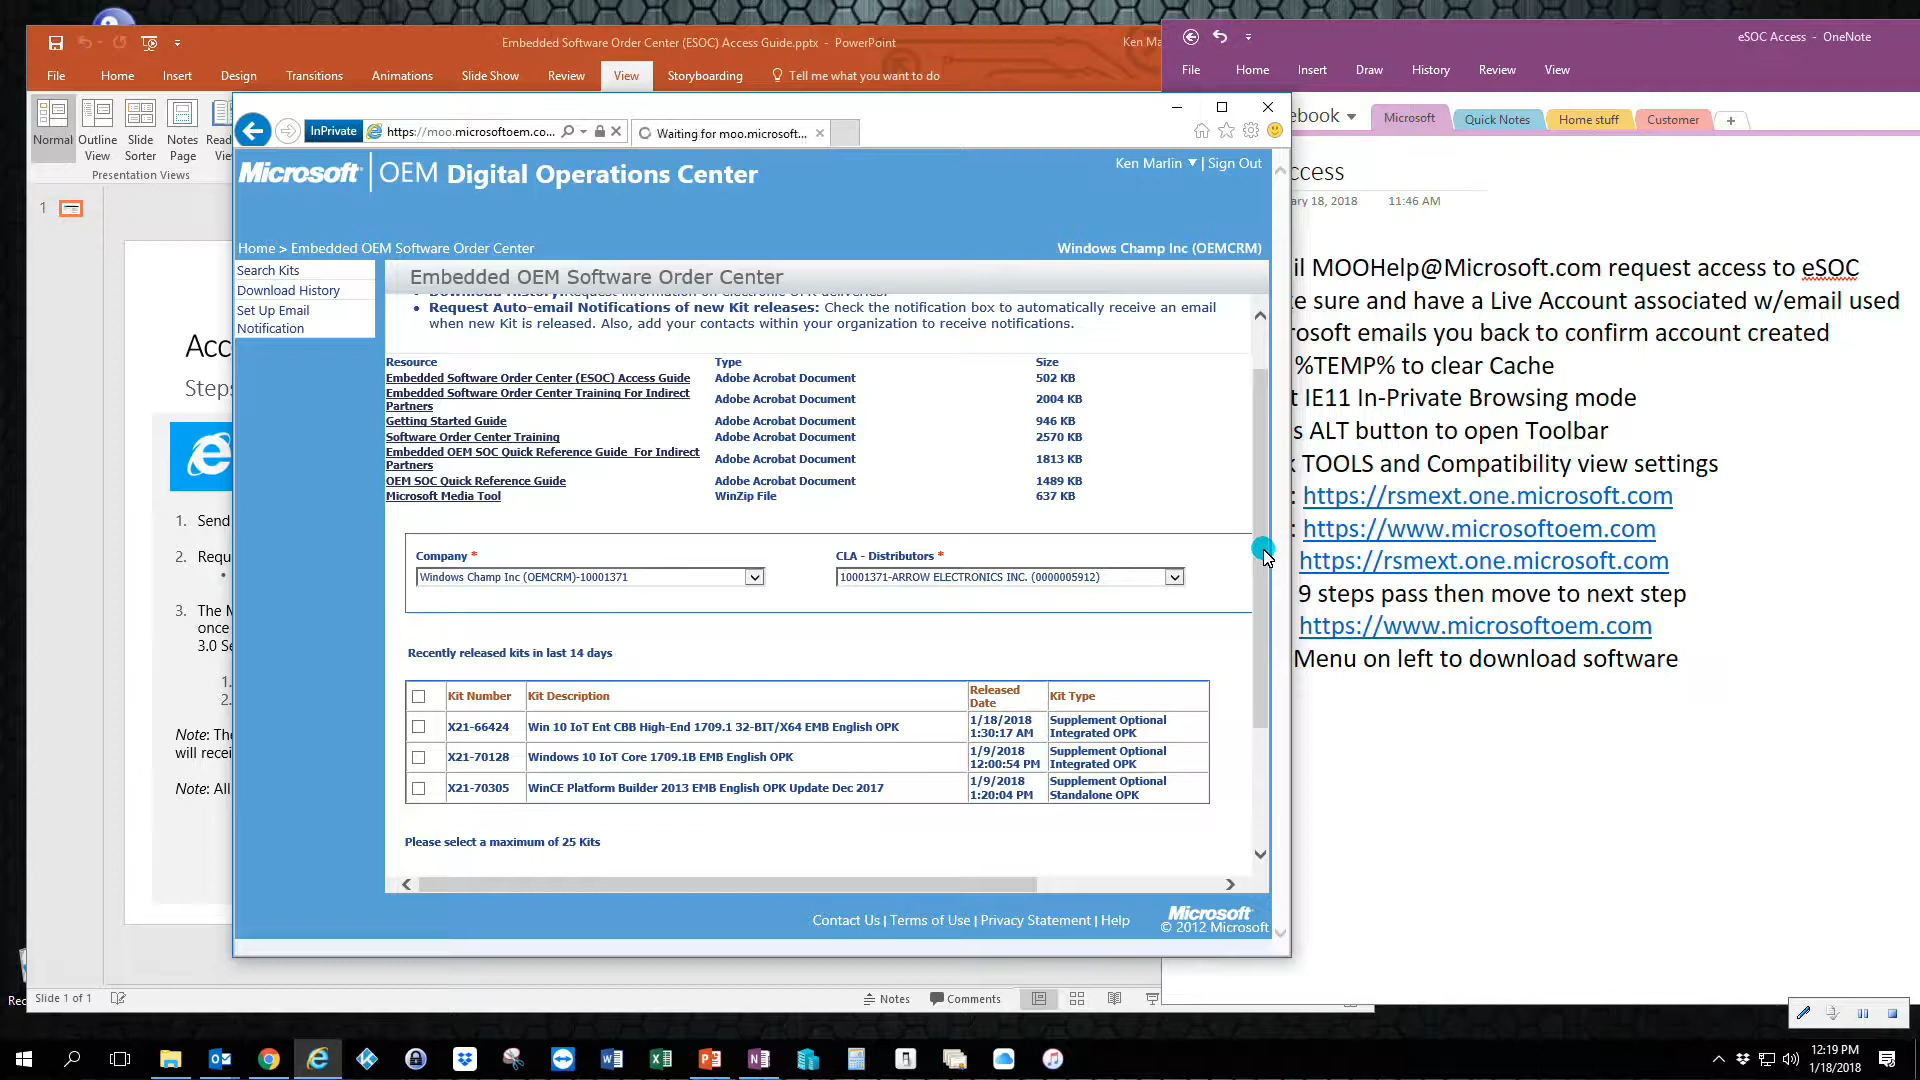 Embedded Software Order Center (ESOC) Access Guide.pptx - PowerPoint
Ken Ma
File Home Insert Design Transitions Animations Slide Show Review View Storyboarding Tell me what you want to do
Normal
Outline View
Slide Sorter
Notes Page
Presentation Views
1
Steps
1. Send
2. Requ
3. The M
once
3.0 Se
1.
2.
Note: The
will recei
Note: All
Slide 1 of 1
Notes
Comments
eSOC Access - OneNote
File Home Insert Draw History Review View
ebook
Microsoft
Quick Notes
Home stuff
Customer
ccess
ary 18, 2018 11:46 AM
il MOOHelp@Microsoft.com request access to eSOC
e sure and have a Live Account associated w/email used
rosoft emails you back to confirm account created
%TEMP% to clear Cache
t IE11 In-Private Browsing mode
s ALT button to open Toolbar
TOOLS and Compatibility view settings
: https://rsmext.one.microsoft.com
: https://www.microsoftoem.com
https://rsmext.one.microsoft.com
9 steps pass then move to next step
https://www.microsoftoem.com
Menu on left to download software
InPrivate
https://moo.microsoftoem.co...
Waiting for moo.microsoft...
Microsoft OEM Digital Operations Center
Ken Marlin | Sign Out
Home > Embedded OEM Software Order Center
Windows Champ Inc (OEMCRM)
Search Kits
Download History
Set Up Email
Notification
Embedded OEM Software Order Center
Request Auto-email Notifications of new Kit releases: Check the notification box to automatically receive an email
when new Kit is released. Also, add your contacts within your organization to receive notifications.
Resource Type Size
Embedded Software Order Center (ESOC) Access Guide Adobe Acrobat Document 502 KB
Embedded Software Order Center Training For Indirect
Partners Adobe Acrobat Document 2004 KB
Getting Started Guide Adobe Acrobat Document 946 KB
Software Order Center Training Adobe Acrobat Document 2570 KB
Embedded OEM SOC Quick Reference Guide For Indirect
Partners Adobe Acrobat Document 1813 KB
OEM SOC Quick Reference Guide Adobe Acrobat Document 1489 KB
Microsoft Media Tool WinZip File 637 KB
Company * CLA - Distributors *
Windows Champ Inc (OEMCRM)-10001371 10001371-ARROW ELECTRONICS INC. (0000005912)
Recently released kits in last 14 days
Kit Number Kit Description Released Date Kit Type
X21-66424 Win 10 IoT Ent CBB High-End 1709.1 32-BIT/X64 EMB English OPK 1/18/2018 1:30:17 AM Supplement Optional Integrated OPK
X21-70128 Windows 10 IoT Core 1709.1B EMB English OPK 1/9/2018 12:00:54 PM Supplement Optional Integrated OPK
X21-70305 WinCE Platform Builder 2013 EMB English OPK Update Dec 2017 1/9/2018 1:20:04 PM Supplement Optional Standalone OPK
Please select a maximum of 25 Kits
Contact Us | Terms of Use | Privacy Statement | Help
Microsoft
© 2012 Microsoft
12:19 PM
1/18/2018